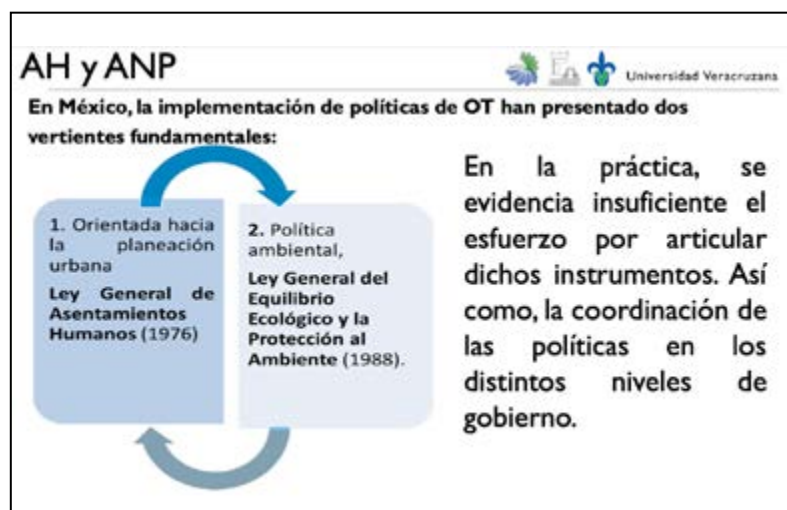 AH y ANP
Universidad Veracruzana
En México, la implementación de políticas de OT han presentado dos
vertientes fundamentales:
1. Orientada hacia
la planeación
urbana
Ley General de
Asentamientos
Humanos (1976)
2. Política
ambiental,
Ley General del
Equilibrio
Ecológico y la
Protección al
Ambiente (1988).
En la práctica, se
evidencia insuficiente el
esfuerzo por articular
dichos instrumentos. Así
como, la coordinación de
las políticas en los
distintos niveles de
gobierno.